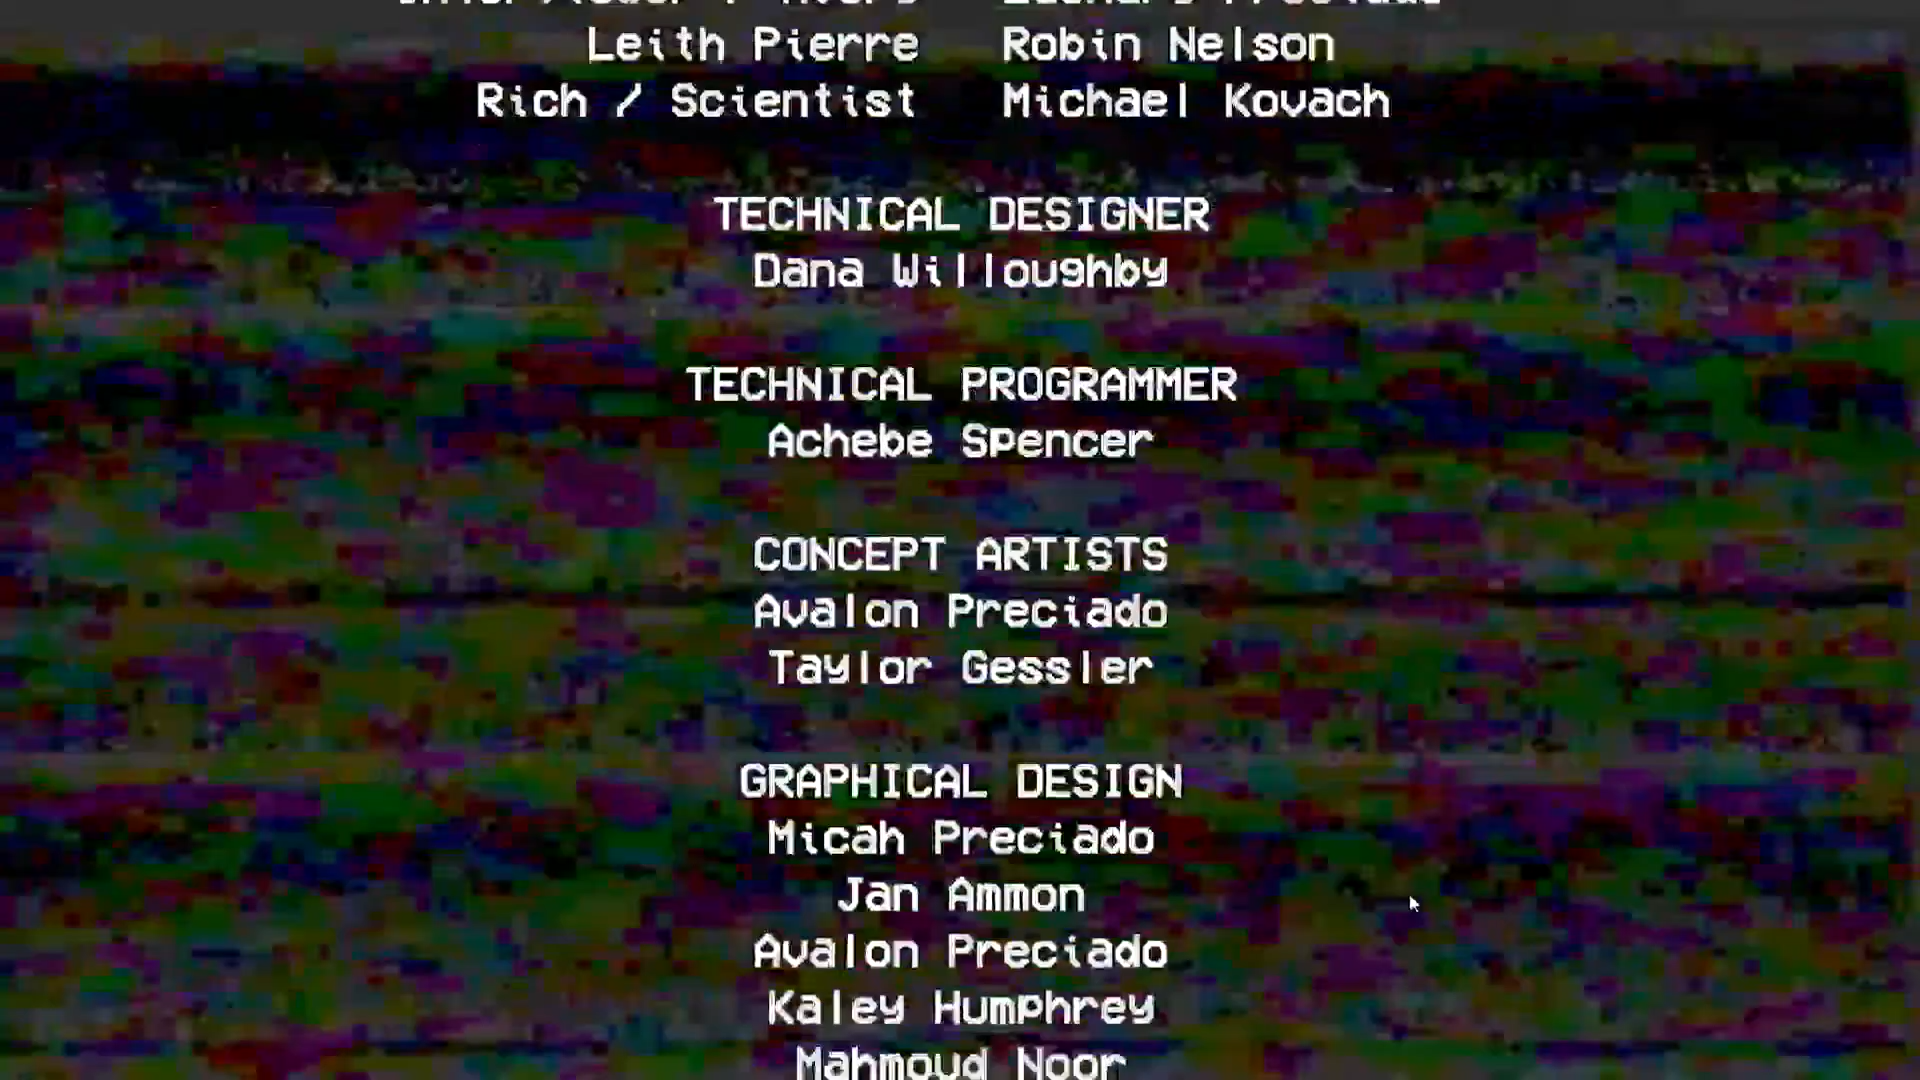 Leith Pierre Robin Nelson
Rich / Scientist Michael Kovach
TECHNICAL DESIGNER
Dana Willoughby
TECHNICAL PROGRAMMER
Achebe Spencer
CONCEPT ARTISTS
Avalon Preciado
Taylor Gessler
GRAPHICAL DESIGN
Micah Preciado
Jan Ammon
Avalon Preciado
Kaley Humphrey
Mahmoud Noor